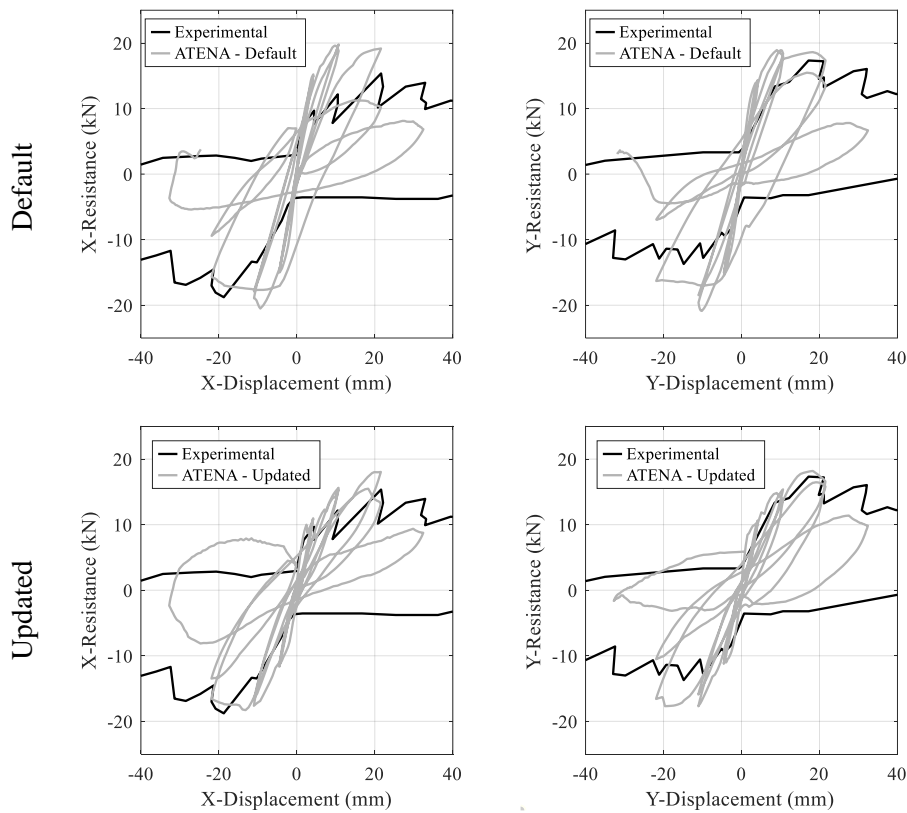 Default
Experimental
ATENA - Default
X-Resistance (kN)
20
10
0
-10
-20
-40
-20
0
20
40
X-Displacement (mm)
Experimental
ATENA - Default
Y-Resistance (kN)
20
10
0
-10
-20
-40
-20
0
20
40
Y-Displacement (mm)
Updated
Experimental
ATENA - Updated
X-Resistance (kN)
20
10
0
-10
-20
-40
-20
0
20
40
X-Displacement (mm)
Experimental
ATENA - Updated
Y-Resistance (kN)
20
10
0
-10
-20
-40
-20
0
20
40
Y-Displacement (mm)